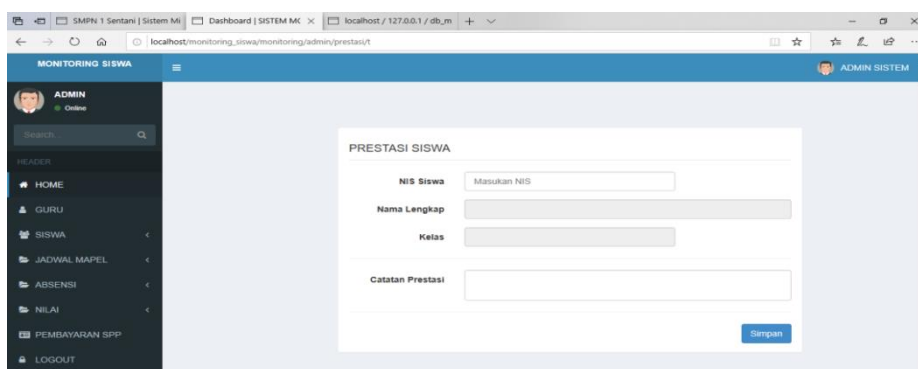 SMPN 1 Sentani | Sistem Mi
Dashboard | SISTEM MC
localhost / 127.0.0.1 / db_m
localhost/monitoring_siswa/monitoring/admin/prestasi/t
MONITORING SISWA
ADMIN SISTEM
ADMIN
Online
Search...
HEADER
HOME
GURU
SISWA
JADWAL MAPEL
ABSENSI
NILAI
PEMBAYARAN SPP
LOGOUT
PRESTASI SISWA
NIS Siswa
Masukan NIS
Nama Lengkap
Kelas
Catatan Prestasi
Simpan